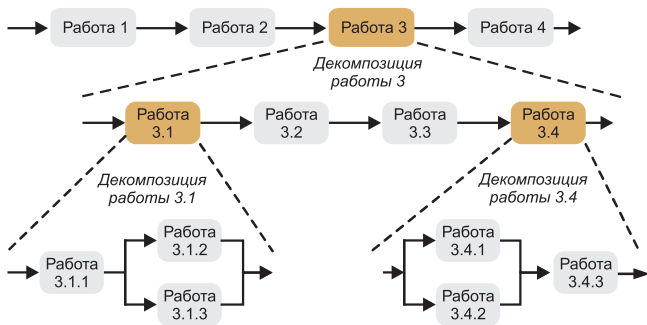 Работа 1
Работа 2
Работа 3
Работа 4
Декомпозиция
работы 3
Работа
3.1
Работа
3.2
Работа
3.3
Работа
3.4
Декомпозиция
работы 3.1
Декомпозиция
работы 3.4
Работа
3.1.1
Работа
3.1.2
Работа
3.1.3
Работа
3.4.1
Работа
3.4.2
Работа
3.4.3